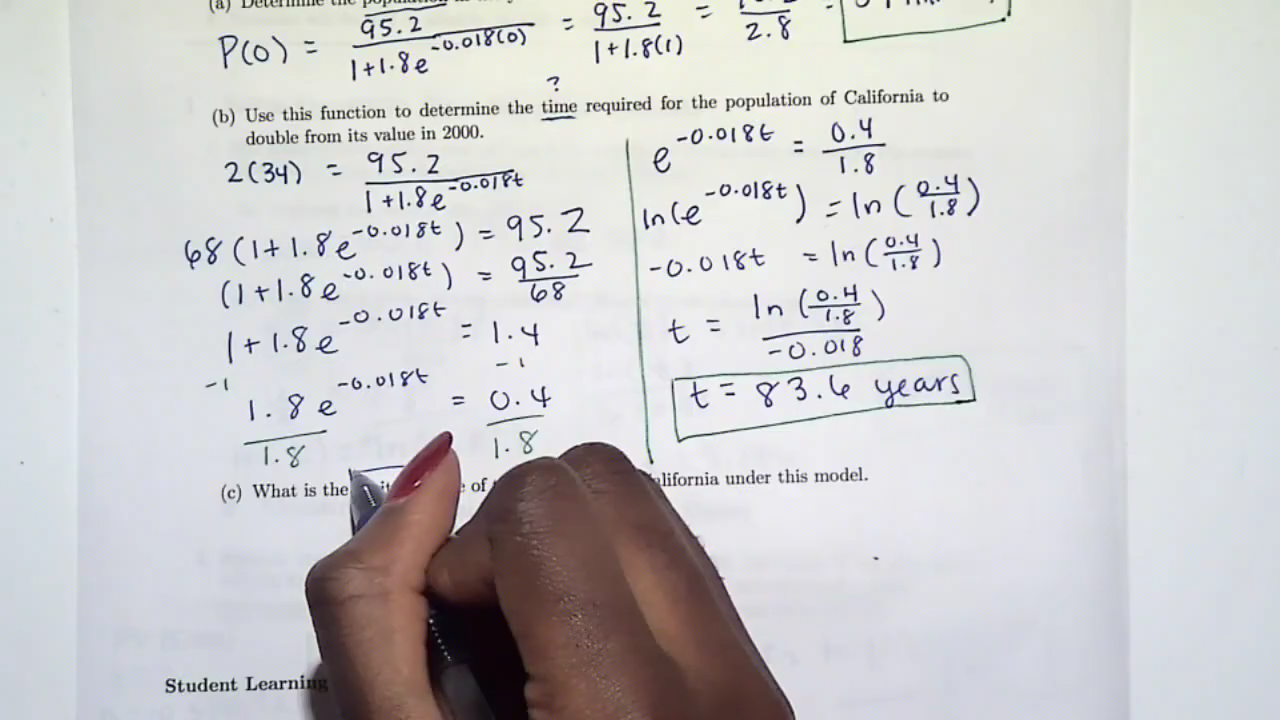 (a) Determine the population in
P(0) = 95.2 / 1+1.8e^-0.018(0) = 95.2 / 1+1.8(1) = / 2.8 =
?
(b) Use this function to determine the time required for the population of California to
double from its value in 2000.
2(34) = 95.2 / 1+1.8e^-0.018t
68(1+1.8e^-0.018t) = 95.2
(1+1.8e^-0.018t) = 95.2 / 68
1+1.8e^-0.018t = 1.4
-1 -1
1.8e^-0.018t / 1.8 = 0.4 / 1.8
e^-0.018t = 0.4 / 1.8
ln(e^-0.018t) = ln(0.4/1.8)
-0.018t = ln(0.4/1.8)
t = ln(0.4/1.8) / -0.018
t = 83.6 years
(c) What is the of California under this model.
Student Learning